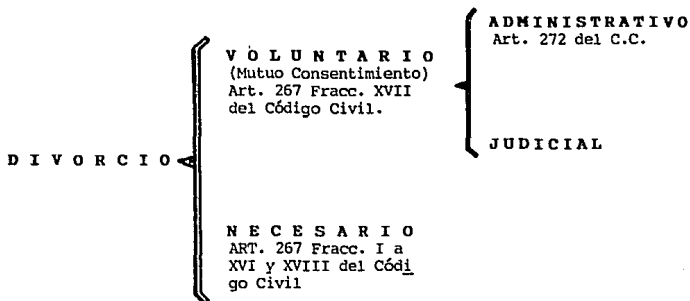 DIVORCIO
VOLUNTARIO
(Mutuo Consentimiento)
Art. 267 Fracc. XVII
del Código Civil.
ADMINISTRATIVO
Art. 272 del C.C.
JUDICIAL
NECESARIO
ART. 267 Fracc. I a
XVI y XVIII del Códi
go Civil